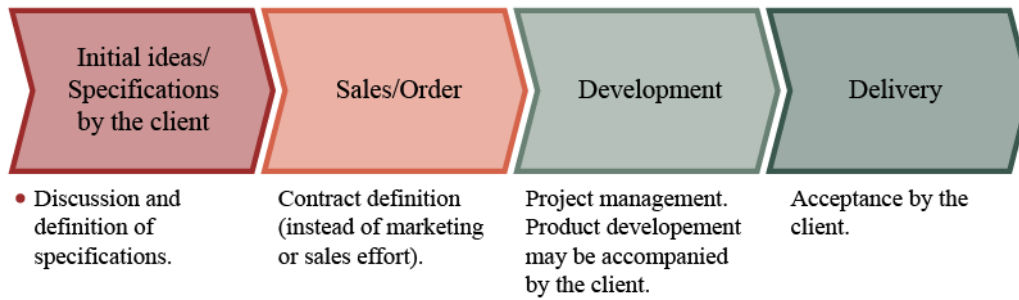 Initial ideas/
Specifications
by the client
Sales/Order
Development
Delivery
• Discussion and
definition of
specifications.
Contract definition
(instead of marketing
or sales effort).
Project management.
Product developement
may be accompanied
by the client.
Acceptance by the
client.